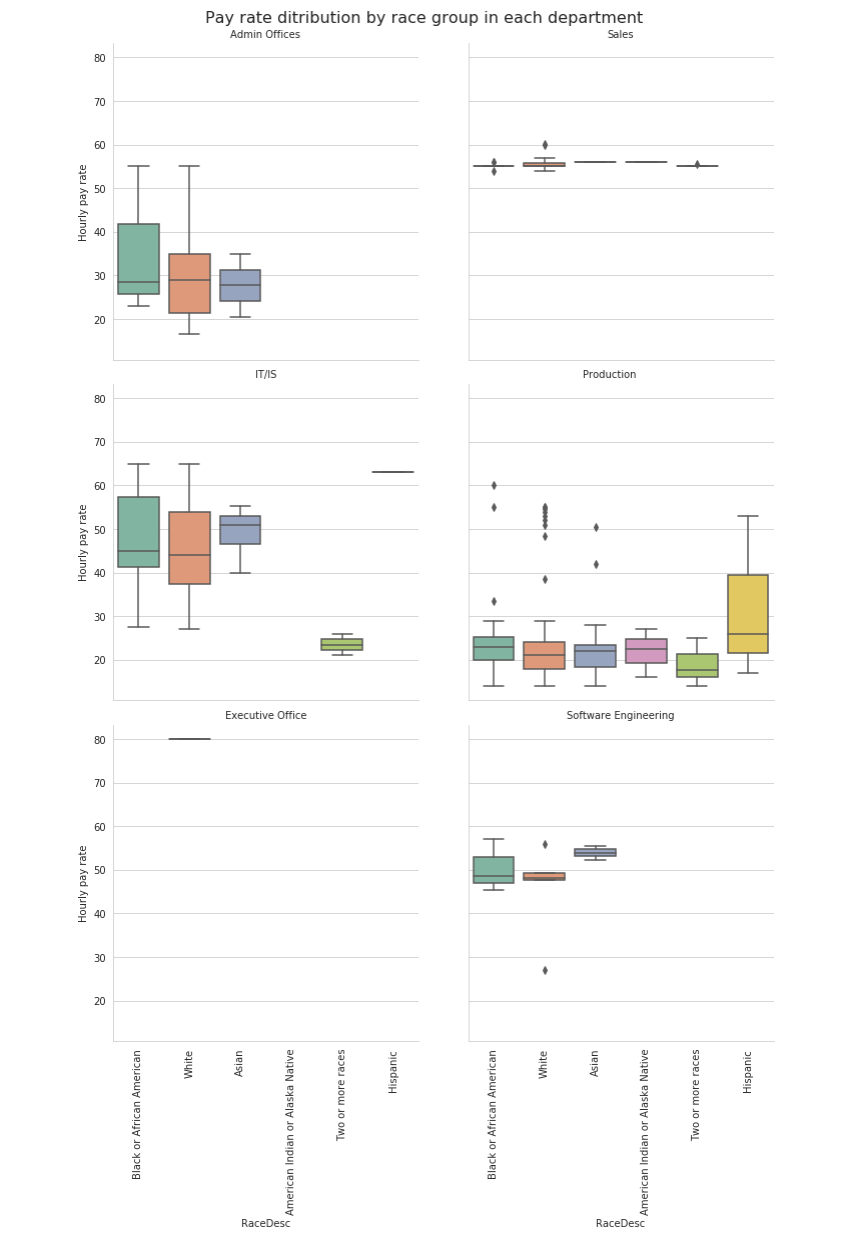 Pay rate ditribution by race group in each department
Admin Offices
Sales
80
70
60
50
40
30
20
Hourly pay rate
IT/IS
Production
80
70
60
50
40
30
20
Hourly pay rate
Executive Office
Software Engineering
80
70
60
50
40
30
20
Hourly pay rate
Black or African American
White
Asian
American Indian or Alaska Native
Two or more races
Hispanic
Black or African American
White
Asian
American Indian or Alaska Native
Two or more races
Hispanic
RaceDesc
RaceDesc